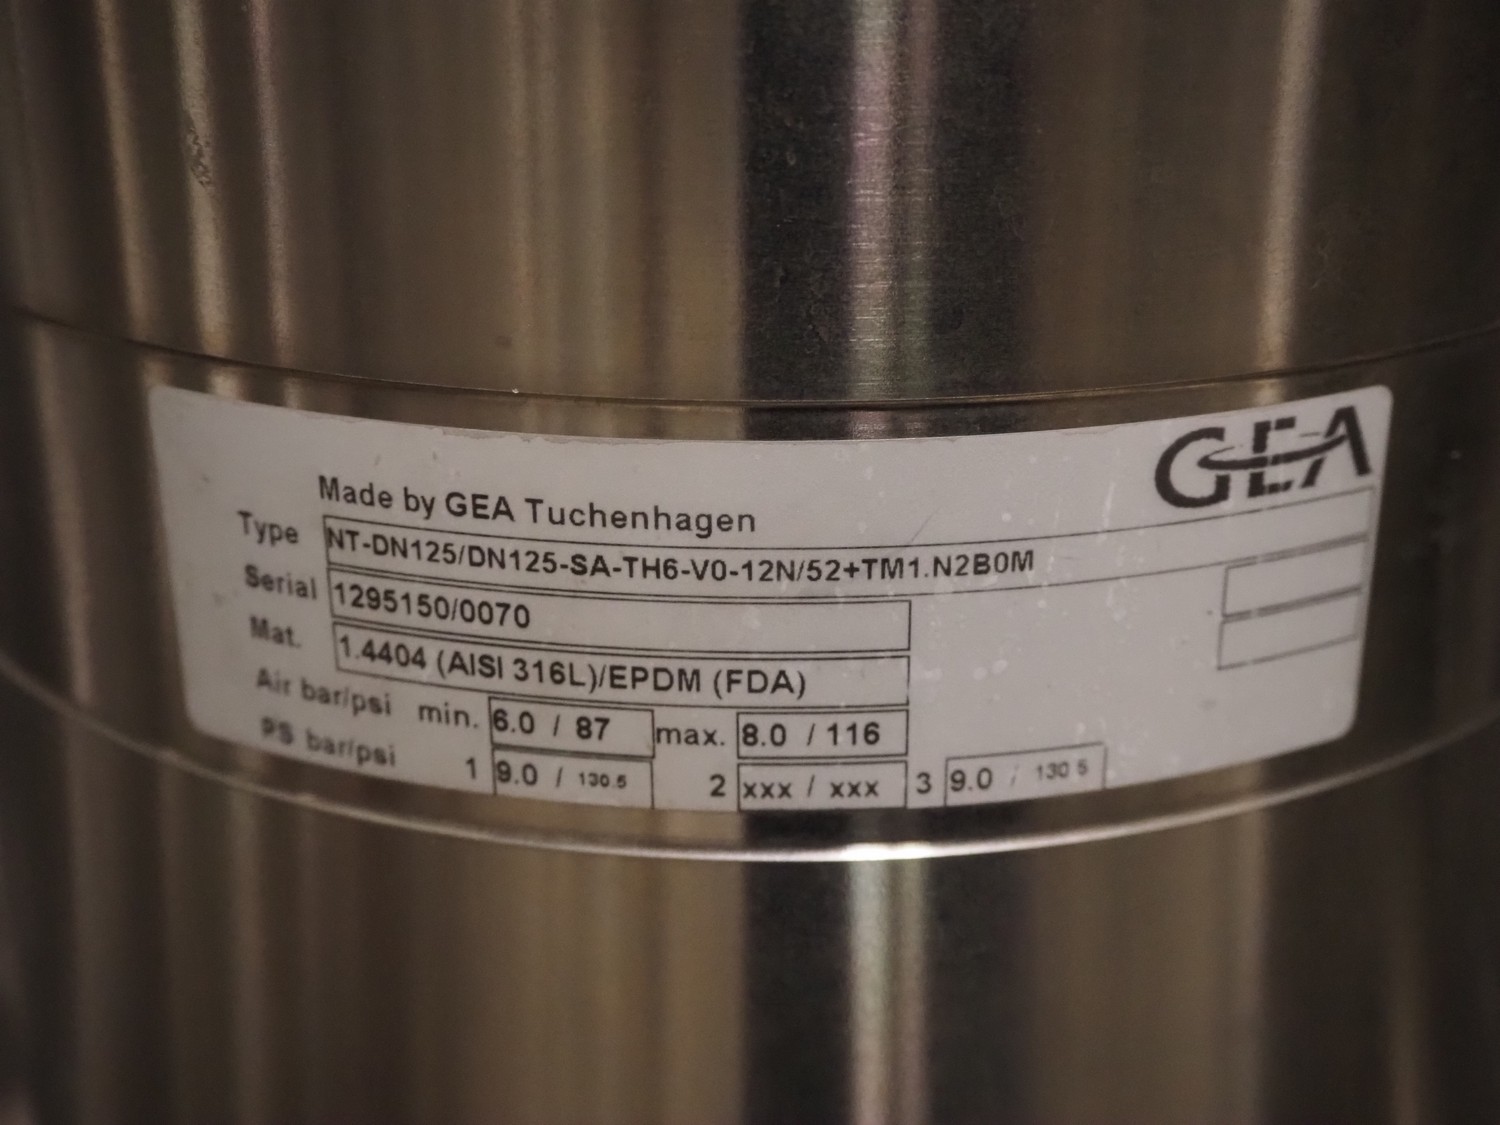 GEA
Made by GEA Tuchenhagen
Type NT-DN125/DN125-SA-TH6-V0-12N/52+TM1.N2B0M
Serial 1295150/0070
Mat. 1.4404 (AISI 316L)/EPDM (FDA)
Air bar/psi min. 6.0 / 87 max. 8.0 / 116
PS bar/psi 1 9.0 / 130.5 2 xxx / xxx 3 9.0 / 130.5